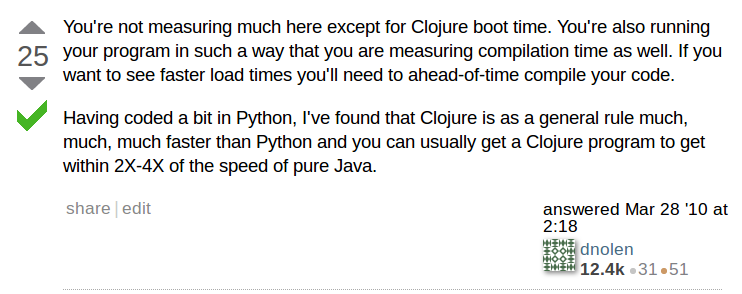 You're not measuring much here except for Clojure boot time. You're also running
25
your program in such a way that you are measuring compilation time as well. If you
want to see faster load times you'll need to ahead-of-time compile your code.
Having coded a bit in Python, I've found that Clojure is as a general rule much,
much, much faster than Python and you can usually get a Clojure program to get
within 2X-4X of the speed of pure Java.
share | edit
answered Mar 28 '10 at
2:18
dnolen
12.4k ●31 ●51